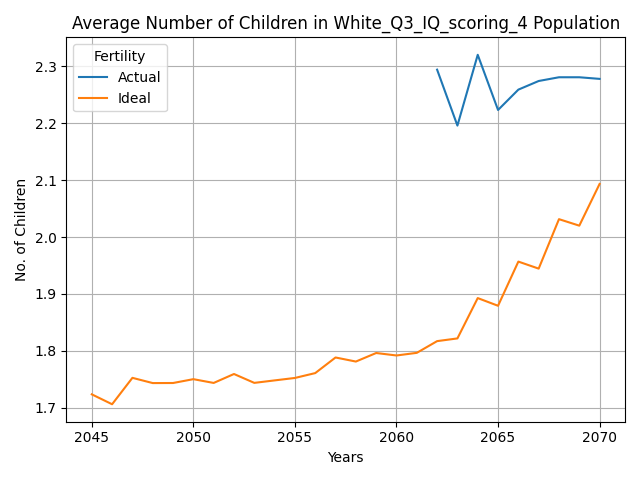 Average Number of Children in White_Q3_IQ_scoring_4 Population
Fertility
Actual
Ideal
No. of Children
2.3
2.2
2.1
2.0
1.9
1.8
1.7
2045 2050 2055 2060 2065 2070
Years